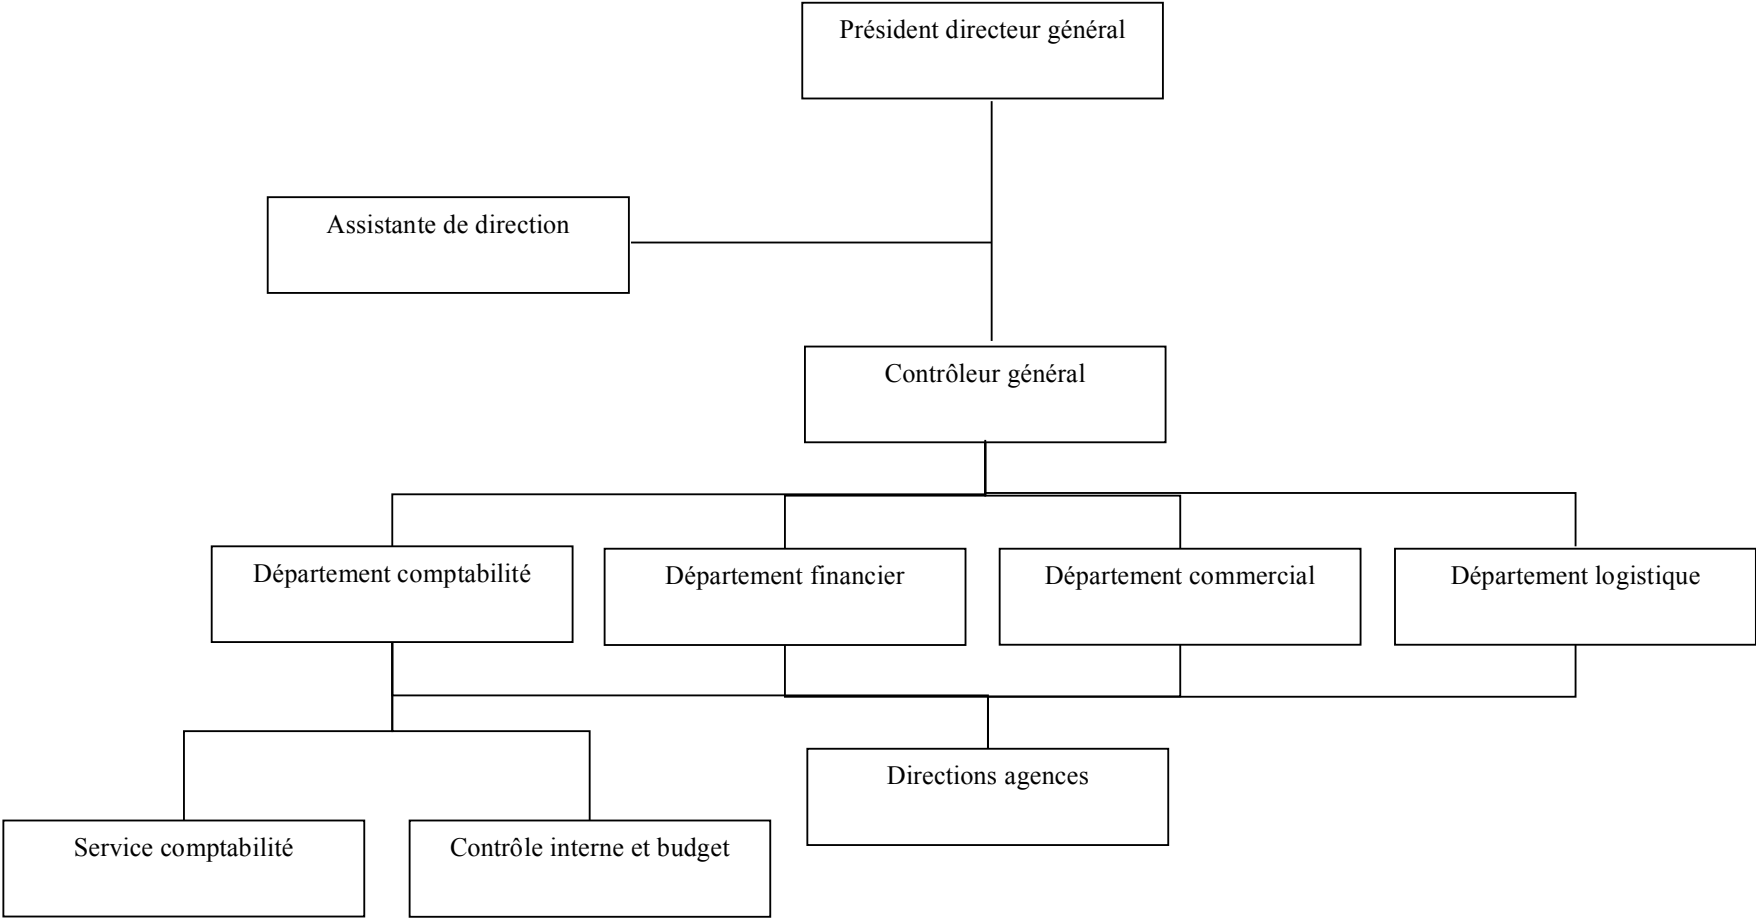 Président directeur général
Assistante de direction
Contrôleur général
Département comptabilité
Département financier
Département commercial
Département logistique
Directions agences
Service comptabilité
Contrôle interne et budget